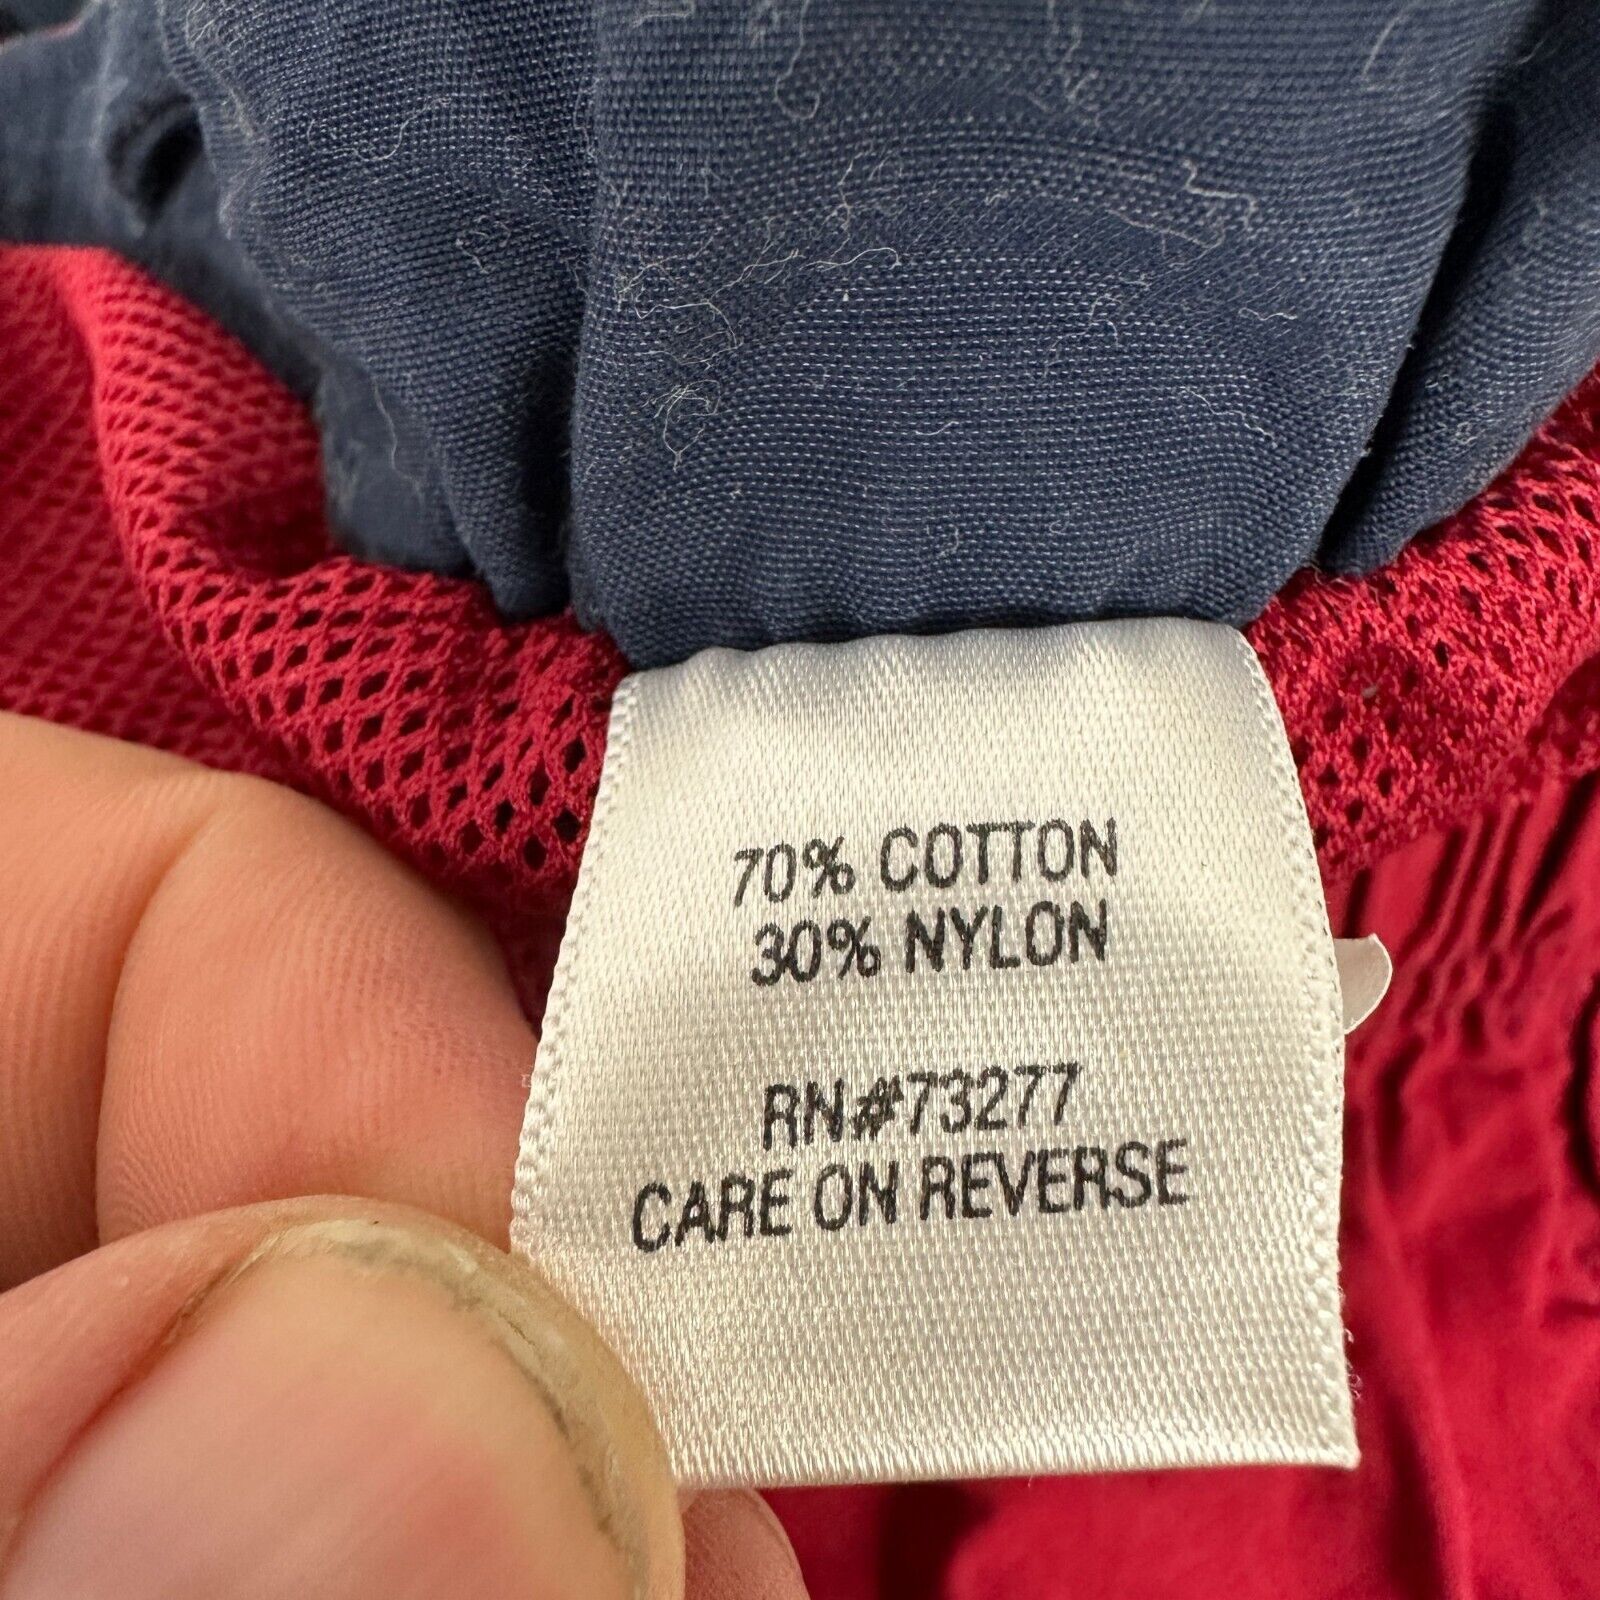 70% COTTON
30% NYLON
RN#73277
CARE ON REVERSE